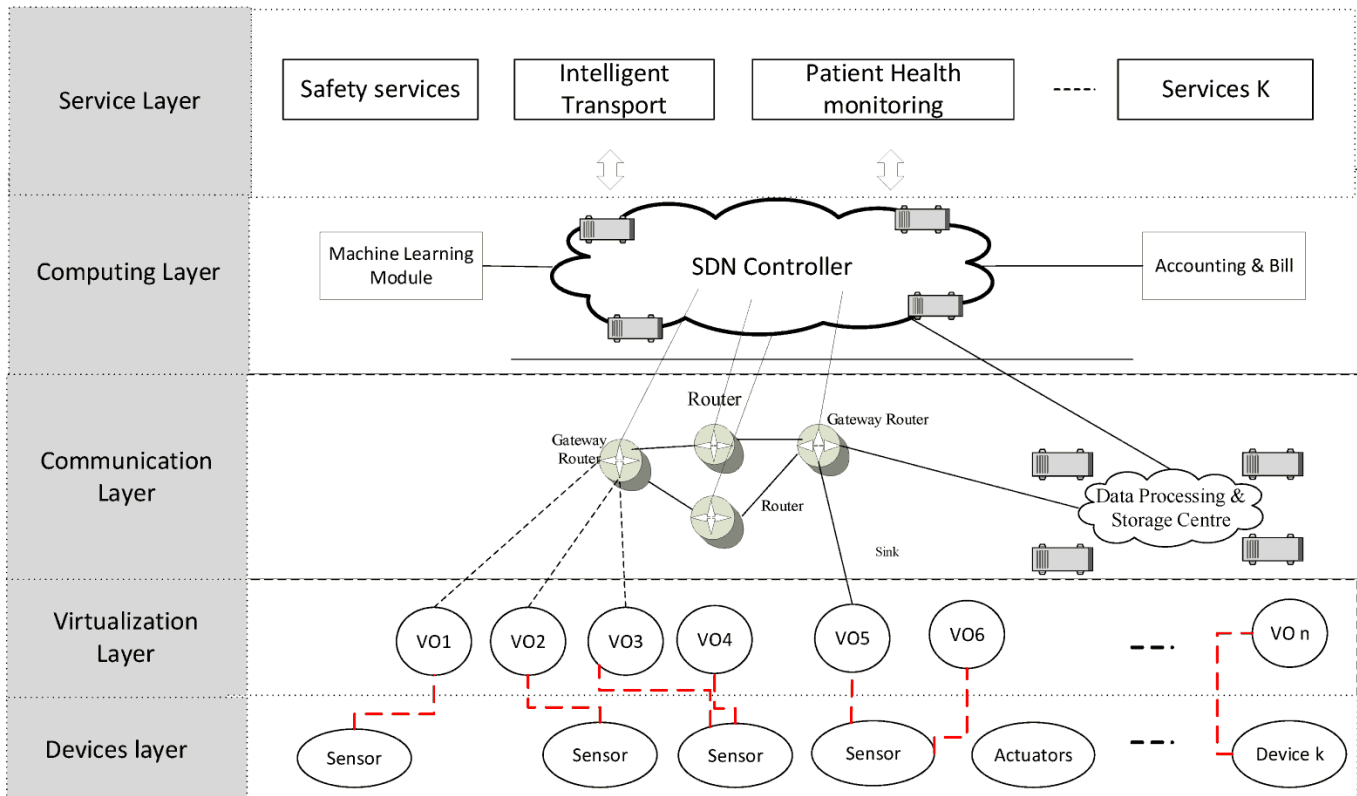 Service Layer
Safety services
Intelligent
Transport
Patient Health
monitoring
Services K
Computing Layer
Machine Learning
Module
SDN Controller
Accounting & Bill
Communication
Layer
Router
Gateway
Router
Gateway Router
Router
Sink
Data Processing &
Storage Centre
Virtualization
Layer
VO1
VO2
VO3
VO4
VO5
VO6
VO n
Devices layer
Sensor
Sensor
Sensor
Sensor
Actuators
Device k